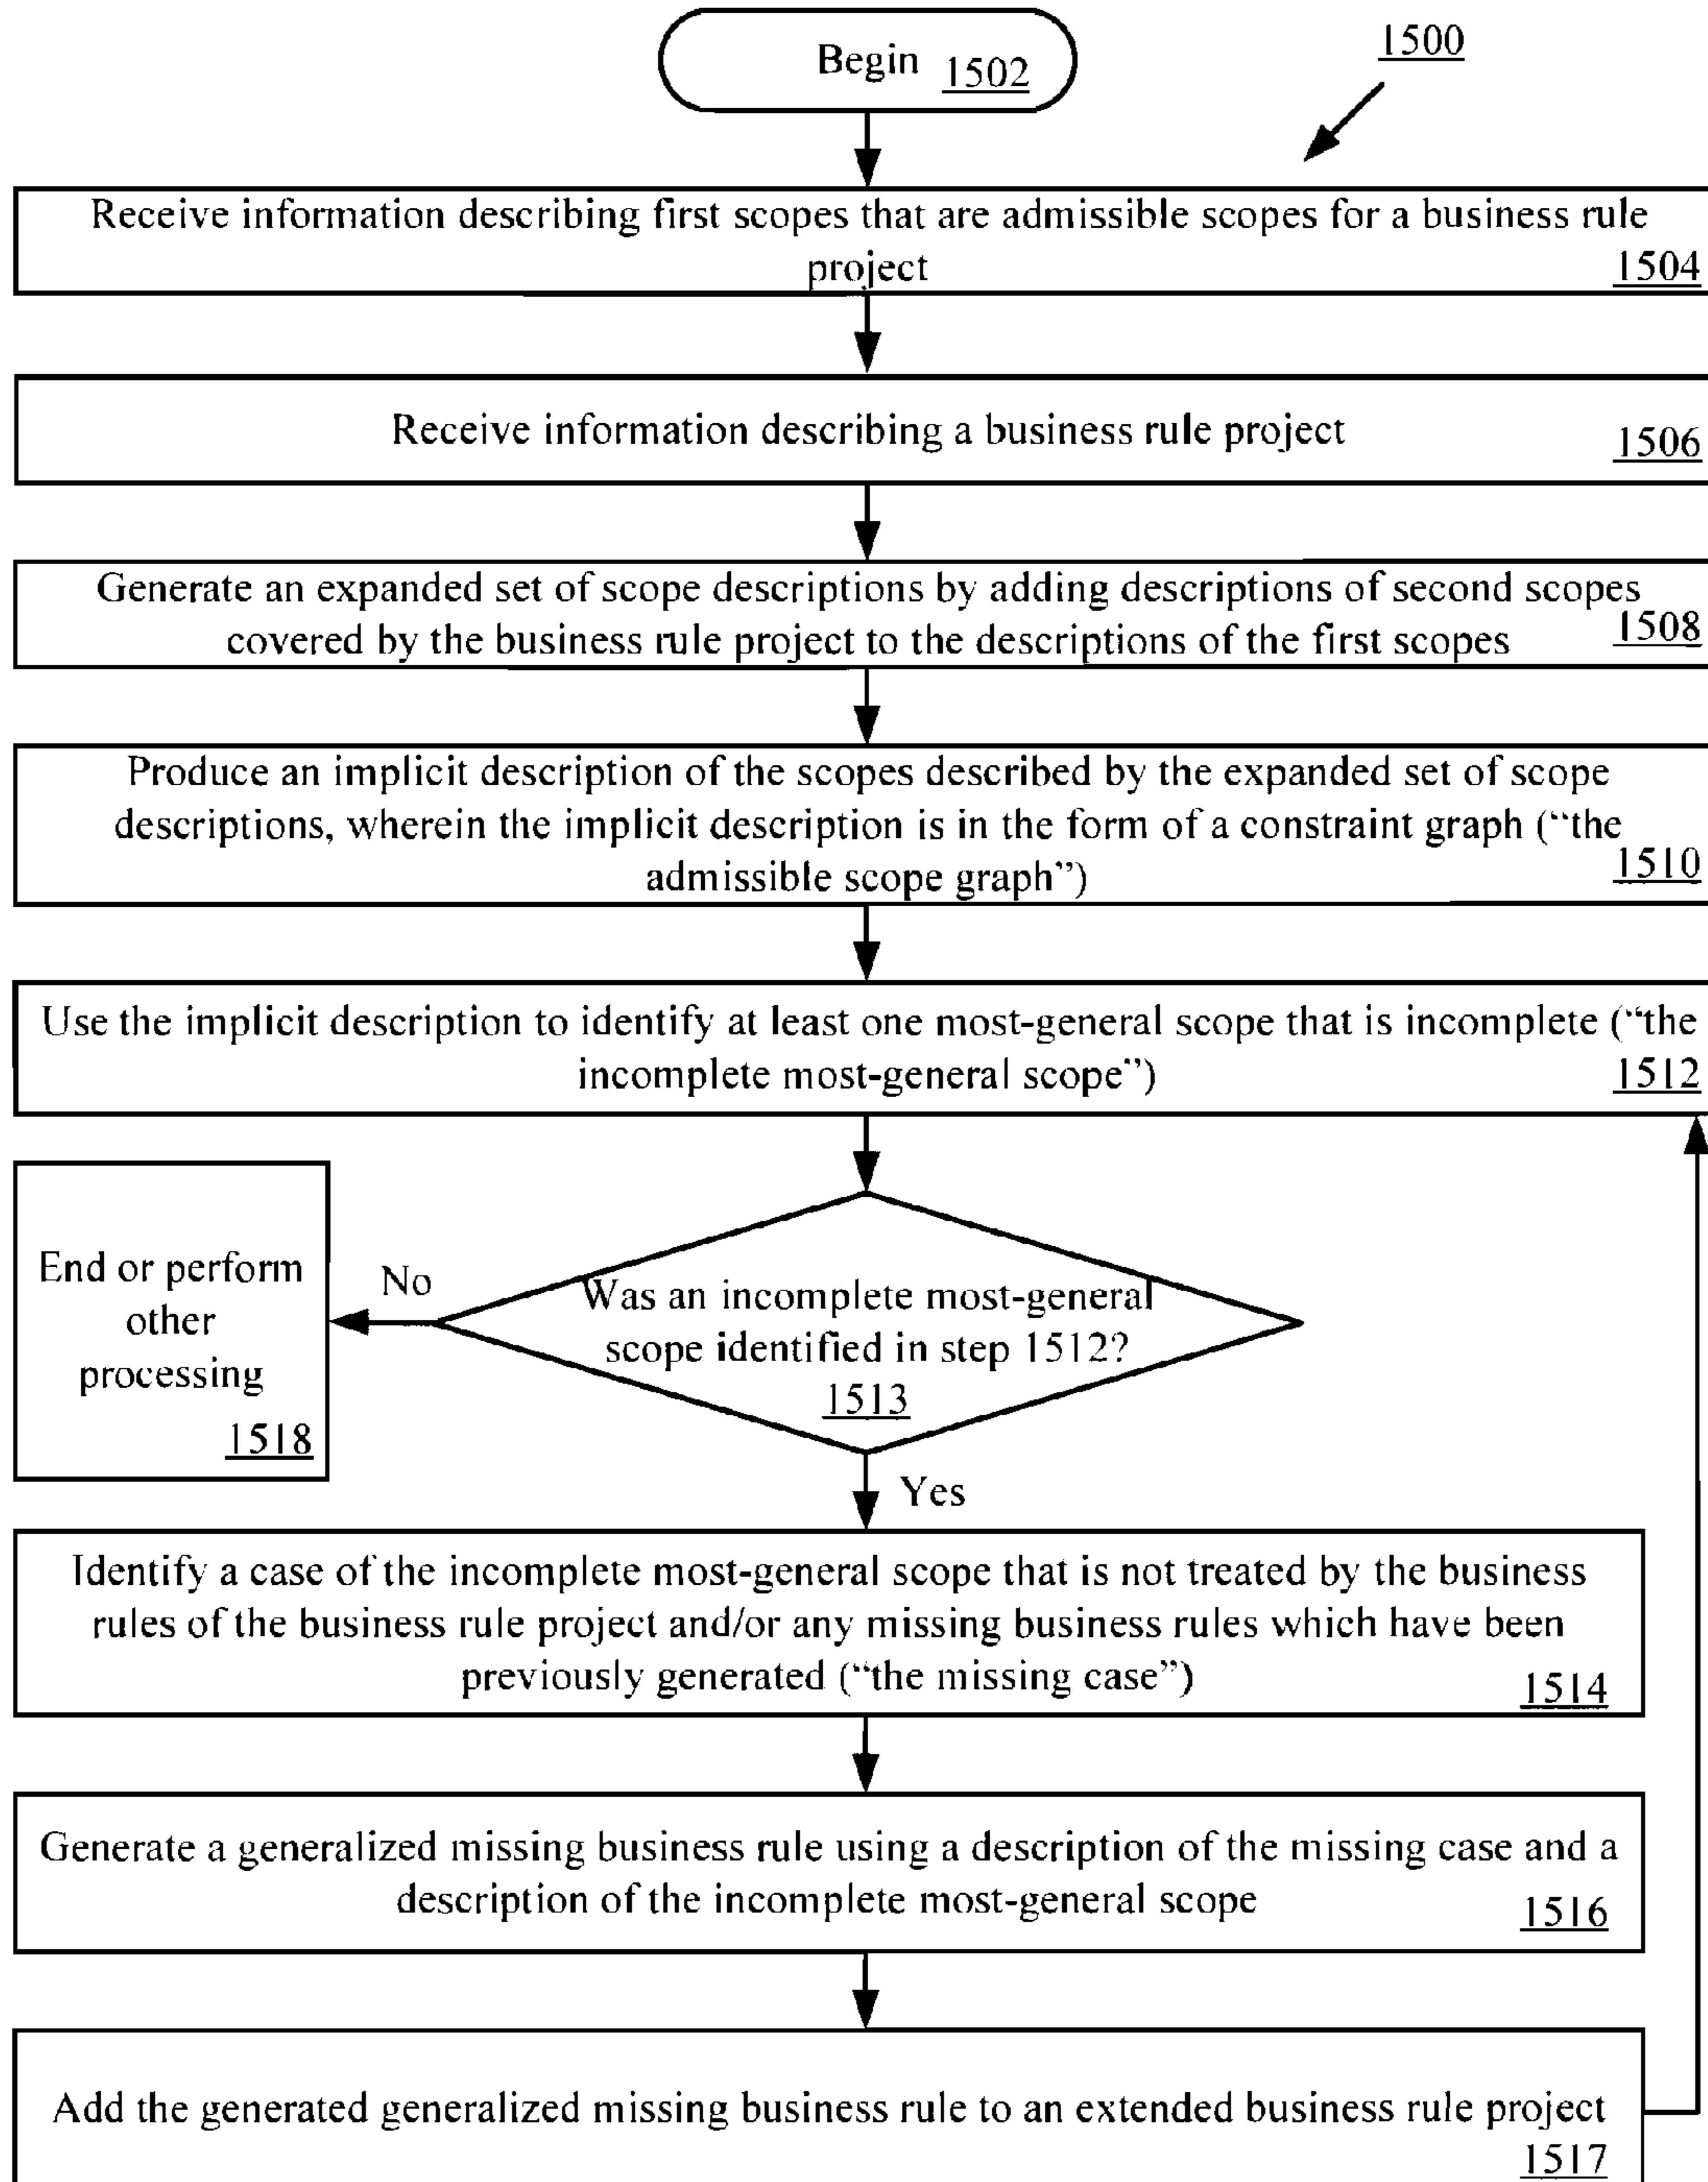 Begin 1502
1500
Receive information describing first scopes that are admissible scopes for a business rule
project
1504
Receive information describing a business rule project
1506
Generate an expanded set of scope descriptions by adding descriptions of second scopes
covered by the business rule project to the descriptions of the first scopes
1508
Produce an implicit description of the scopes described by the expanded set of scope
descriptions, wherein the implicit description is in the form of a constraint graph (“the
admissible scope graph”)
1510
Use the implicit description to identify at least one most-general scope that is incomplete (“the
incomplete most-general scope”)
1512
Was an incomplete most-general
scope identified in step 1512?
1513
No
End or perform
other
processing
1518
Yes
Identify a case of the incomplete most-general scope that is not treated by the business
rules of the business rule project and/or any missing business rules which have been
previously generated (“the missing case”)
1514
Generate a generalized missing business rule using a description of the missing case and a
description of the incomplete most-general scope
1516
Add the generated generalized missing business rule to an extended business rule project
1517